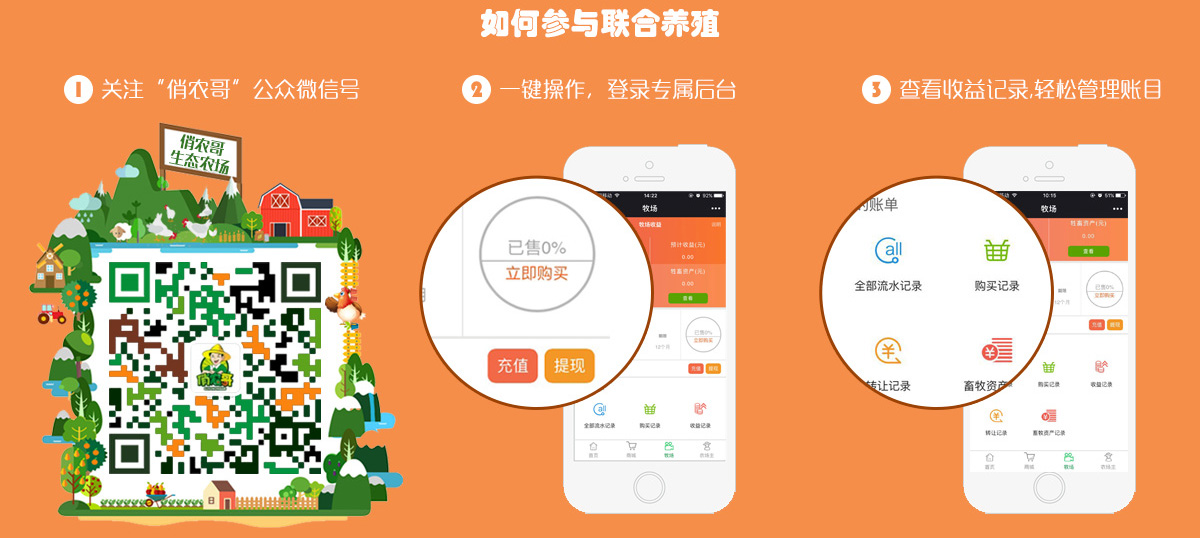 如何参与联合养殖
1 关注“俏农哥”公众微信号
2 一键操作，登录专属后台
3 查看收益记录,轻松管理账目
俏农哥
生态农场
俏农哥
已售0%
立即购买
充值 提现
14:22 92%
牧场
牧场收益
预计收益(元)
0.00
牲畜资产(元)
0.00
查看
已售0%
立即购买
12个月
充值 提现
全部流水记录 购买记录 收益记录
首页 商城 牧场 农场主
的账单
all
全部流水记录 购买记录
转让记录 畜牧资产
10:15 81%
牧场
牲畜资产(元)
0.00
查看
已售0%
立即购买
12个月
充值 提现
购买记录 收益记录
转让记录 畜牧资产记录
首页 商城 牧场 农场主